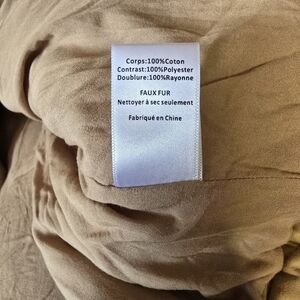 Corps:100%Coton
Contrast:100%Polyester
Doublure:100%Rayonne
FAUX FUR
Nettoyer à sec seulement
Fabriqué en Chine